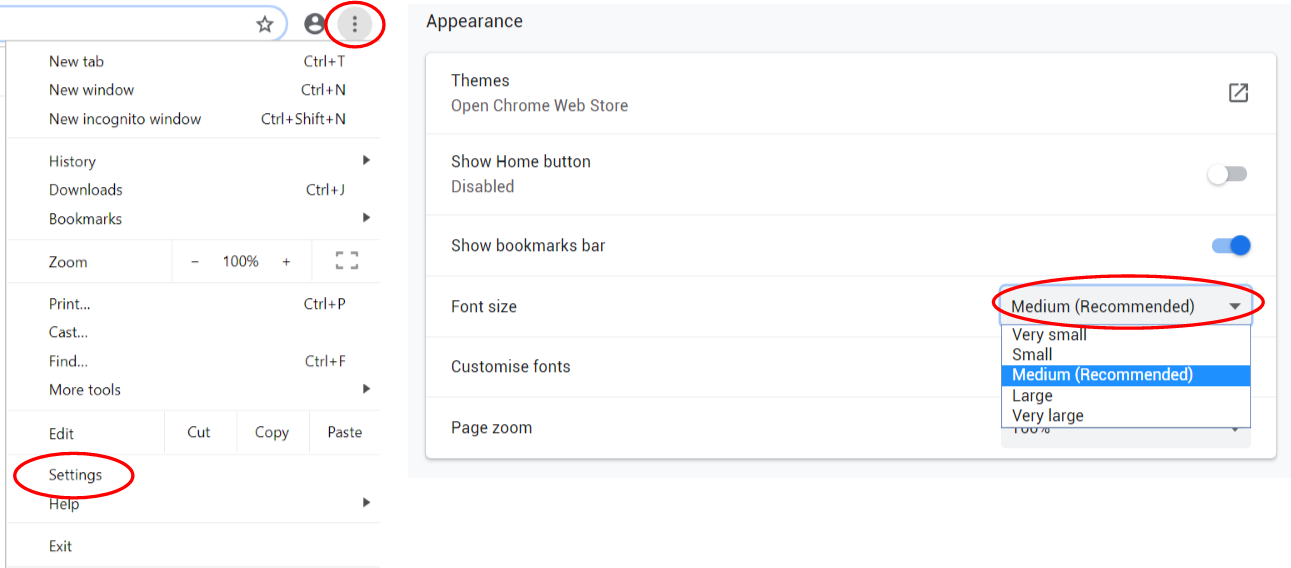 New tab Ctrl+T
New window Ctrl+N
New incognito window Ctrl+Shift+N
History
Downloads Ctrl+J
Bookmarks
Zoom - 100% +
Print... Ctrl+P
Cast...
Find... Ctrl+F
More tools
Edit Cut Copy Paste
Settings
Help
Exit
Appearance
Themes
Open Chrome Web Store
Show Home button
Disabled
Show bookmarks bar
Font size Medium (Recommended)
Very small
Small
Medium (Recommended)
Large
Very large
Customise fonts
Page zoom 100%